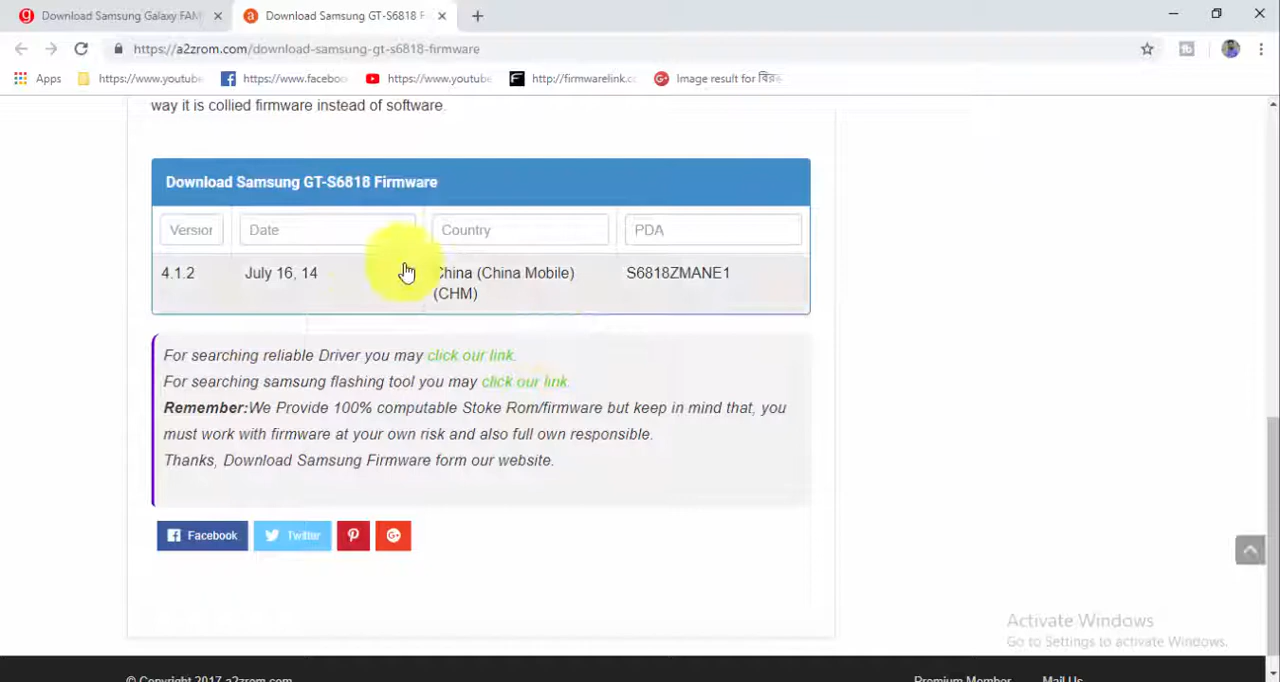 Download Samsung Galaxy FAM
Download Samsung GT-S6818 F
https://a2zrom.com/download-samsung-gt-s6818-firmware
Apps https://www.youtube https://www.faceboo https://www.youtube http://firmwarelink.co Image result for বিৱ
way it is collied firmware instead of software.
Download Samsung GT-S6818 Firmware
Version Date Country PDA
4.1.2 July 16, 14 China (China Mobile) S6818ZMANE1
(CHM)
For searching reliable Driver you may click our link.
For searching samsung flashing tool you may click our link.
Remember:We Provide 100% computable Stoke Rom/firmware but keep in mind that, you
must work with firmware at your own risk and also full own responsible.
Thanks, Download Samsung Firmware form our website.
Facebook Twitter
Activate Windows
Go to Settings to activate Windows.
© Copyright 2017 a2zrom.com Premium Member Mail Us